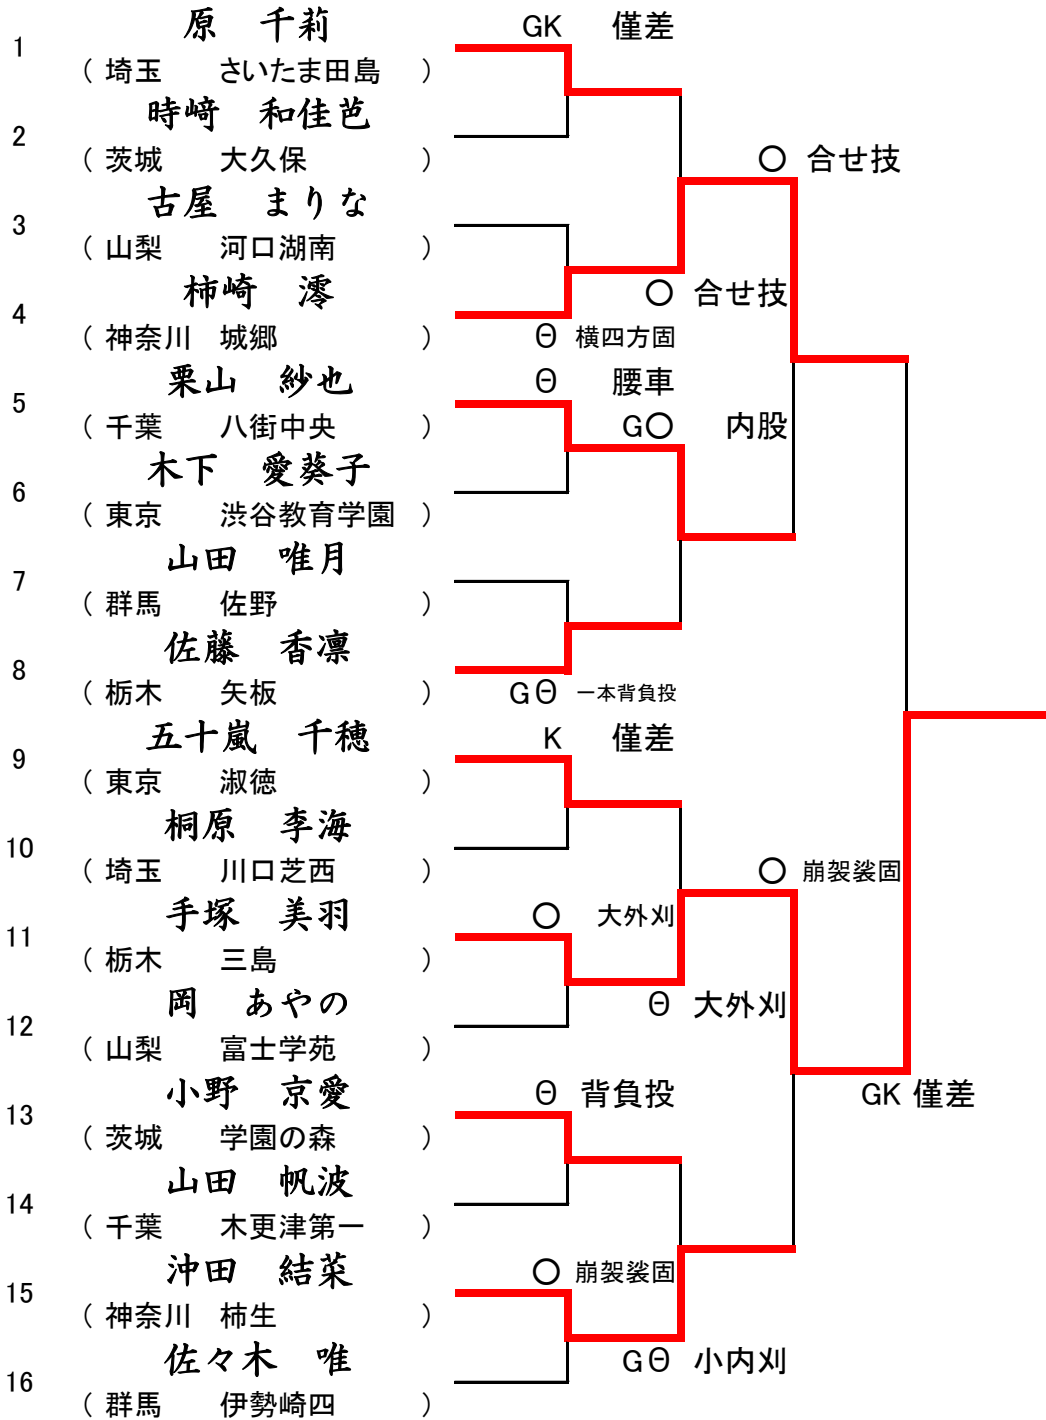 原　千莉
1
（ 埼玉　さいたま田島 ）
GK　僅差
時﨑　和佳芭
2
（ 茨城　大久保 ）
○ 合せ技
古屋　まりな
3
（ 山梨　河口湖南 ）
柿崎　澪
4
（ 神奈川　城郷 ）
○ 合せ技
Θ 横四方固
栗山　紗也
5
（ 千葉　八街中央 ）
Θ 腰車
G○ 内股
木下　愛葵子
6
（ 東京　渋谷教育学園 ）
山田　唯月
7
（ 群馬　佐野 ）
佐藤　香凛
8
（ 栃木　矢板 ）
GΘ 一本背負投
五十嵐　千穂
9
（ 東京　淑徳 ）
K　僅差
桐原　李海
10
（ 埼玉　川口芝西 ）
○ 崩袈裟固
手塚　美羽
11
（ 栃木　三島 ）
○ 大外刈
岡　あやの
12
（ 山梨　富士学苑 ）
Θ 大外刈
小野　京愛
13
（ 茨城　学園の森 ）
Θ 背負投
GK 僅差
山田　帆波
14
（ 千葉　木更津第一 ）
沖田　結菜
15
（ 神奈川　柿生 ）
○ 崩袈裟固
佐々木　唯
16
（ 群馬　伊勢崎四 ）
GΘ 小内刈